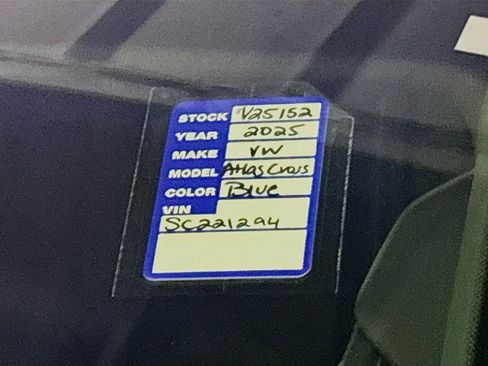 STOCK V25152
YEAR 2025
MAKE VW
MODEL Atlas Cross
COLOR Blue
VIN
SC221294